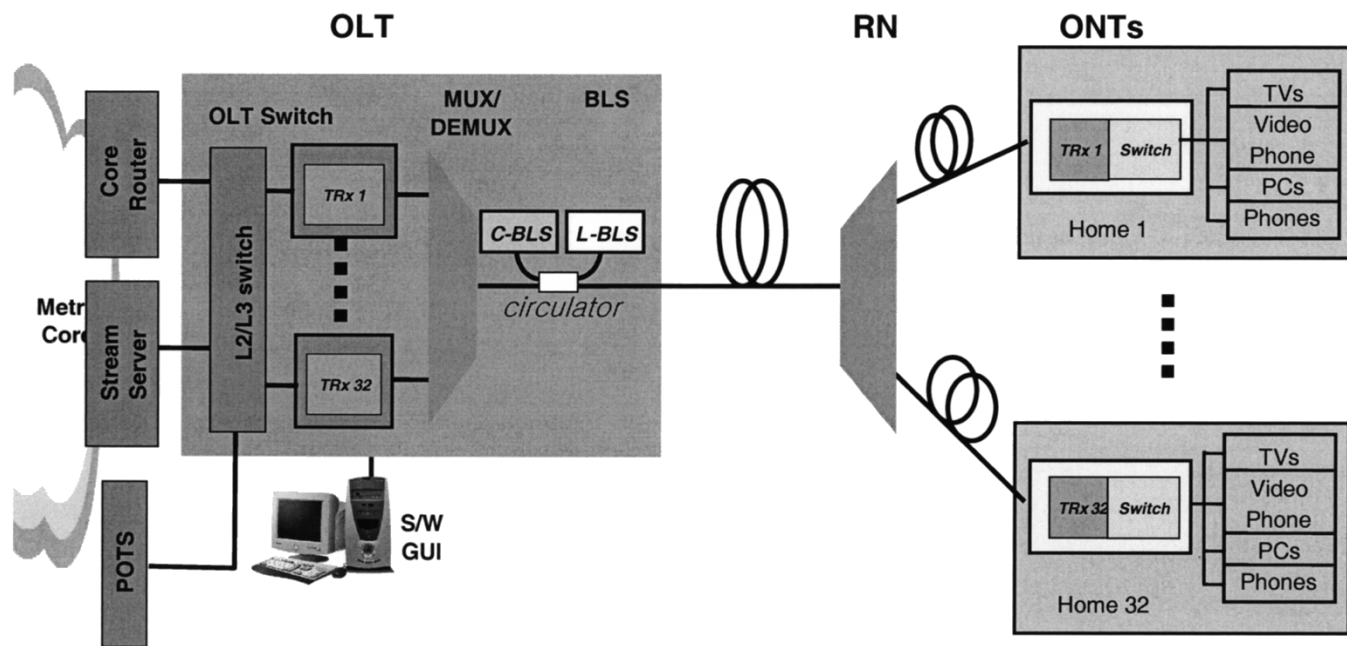 OLT
RN
ONTs
OLT Switch
MUX/
DEMUX
BLS
Core
Router
Metr
Core
Stream
Server
POTS
L2/L3 switch
TRx 1
TRx 32
C-BLS
L-BLS
circulator
S/W
GUI
TRx 1
Switch
Home 1
TVs
Video
Phone
PCs
Phones
TRx 32
Switch
Home 32
TVs
Video
Phone
PCs
Phones